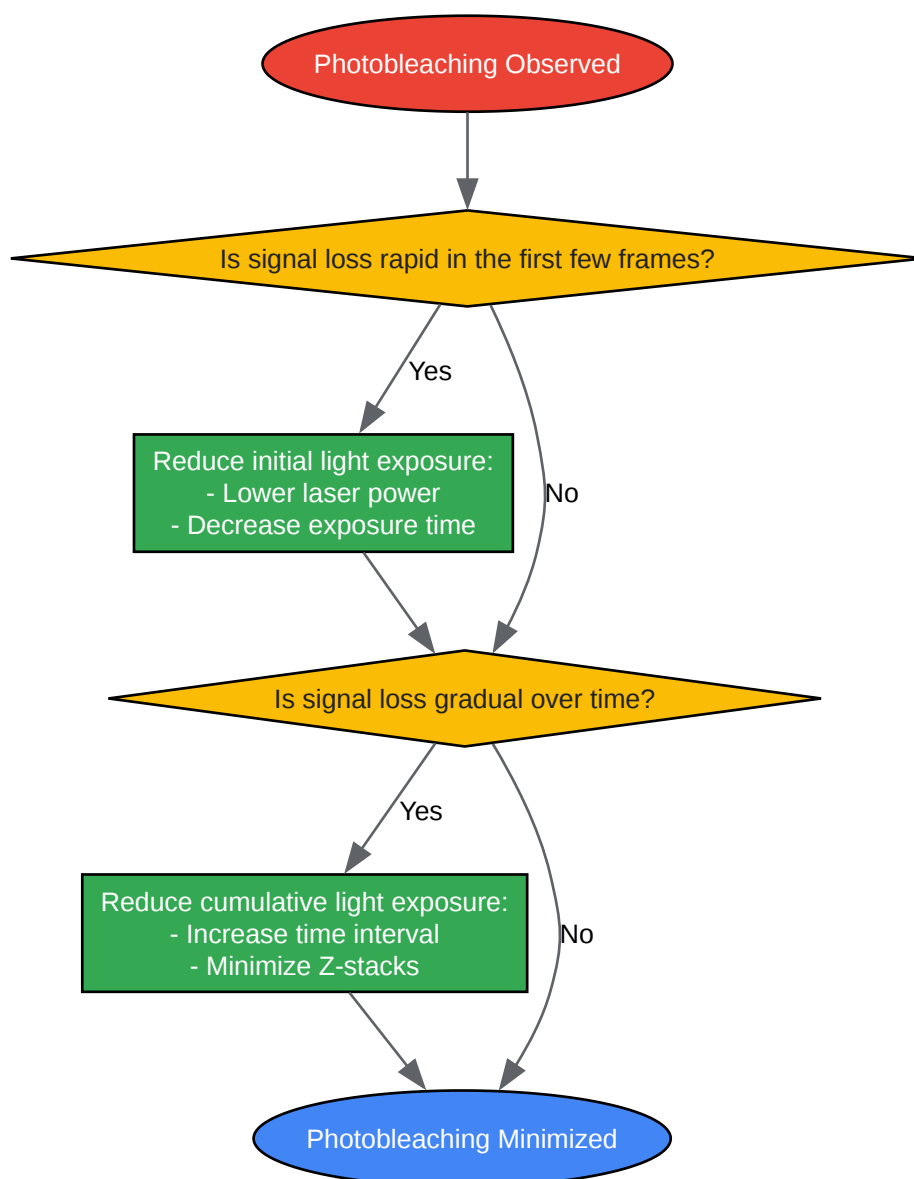 Photobleaching Observed
Is signal loss rapid in the first few frames?
Yes
Reduce initial light exposure:
- Lower laser power
- Decrease exposure time
No
Is signal loss gradual over time?
Yes
Reduce cumulative light exposure:
- Increase time interval
- Minimize Z-stacks
No
Photobleaching Minimized